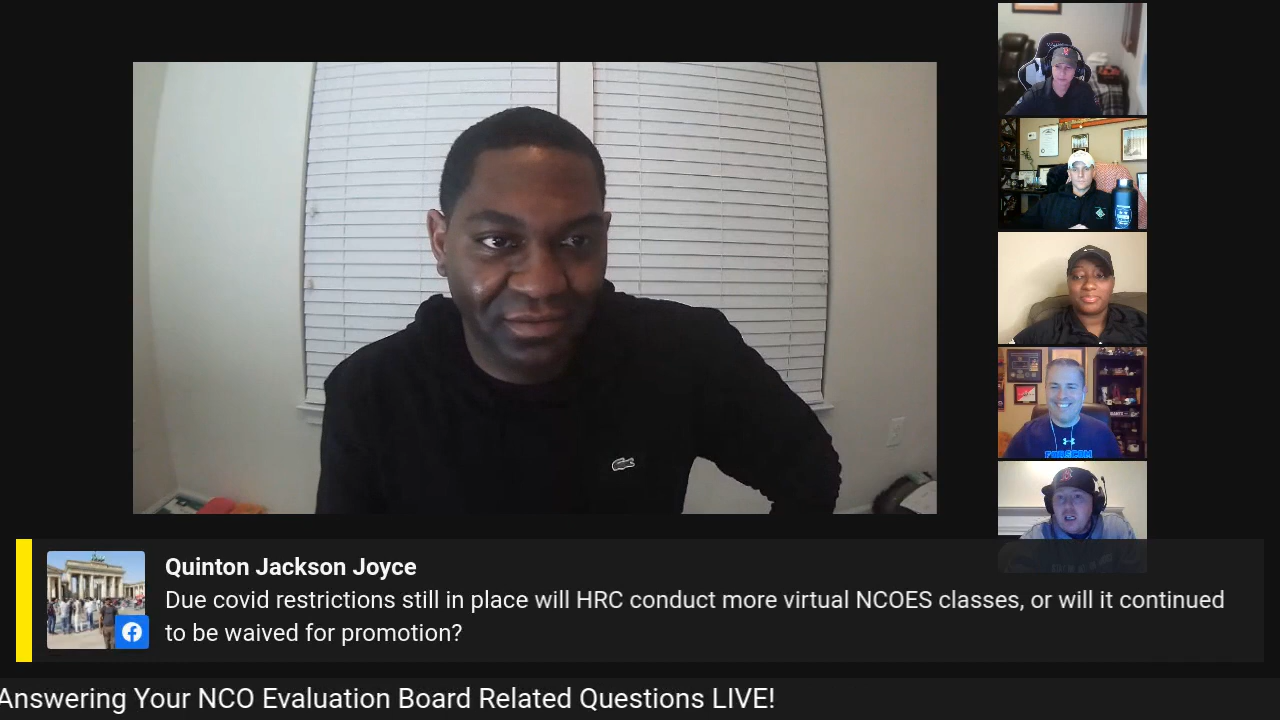 FORSCOM
Quinton Jackson Joyce
Due covid restrictions still in place will HRC conduct more virtual NCOES classes, or will it continued
to be waived for promotion?
Answering Your NCO Evaluation Board Related Questions LIVE!